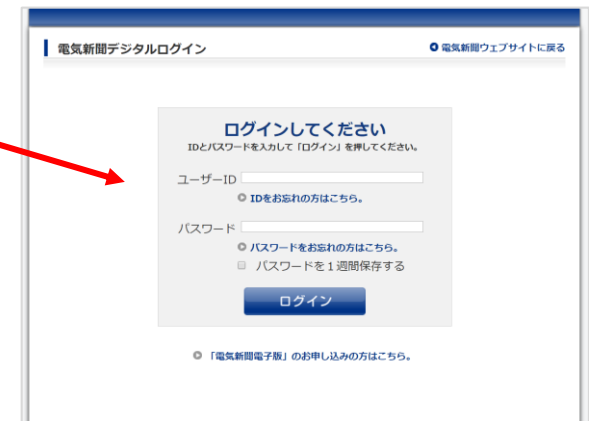 電気新聞デジタルログイン
電気新聞ウェブサイトに戻る
ログインしてください
IDとパスワードを入力して「ログイン」を押してください。
ユーザーID
IDをお忘れの方はこちら。
パスワード
パスワードをお忘れの方はこちら。
パスワードを1週間保存する
ログイン
「電気新聞電子版」のお申し込みの方はこちら。